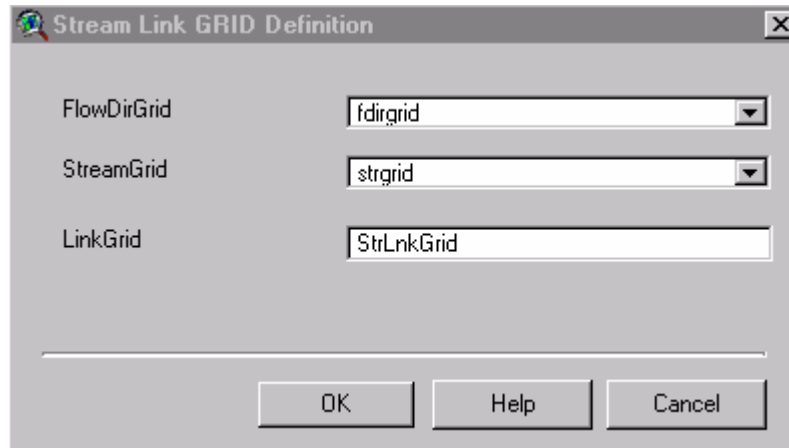 Stream Link GRID Definition
FlowDirGrid fdirgrid
StreamGrid strgrid
LinkGrid StrLnkGrid
OK Help Cancel